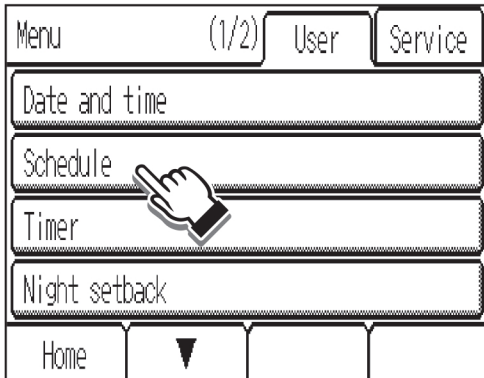 Menu (1/2) User Service
Date and time
Schedule
Timer
Night setback
Home ▼